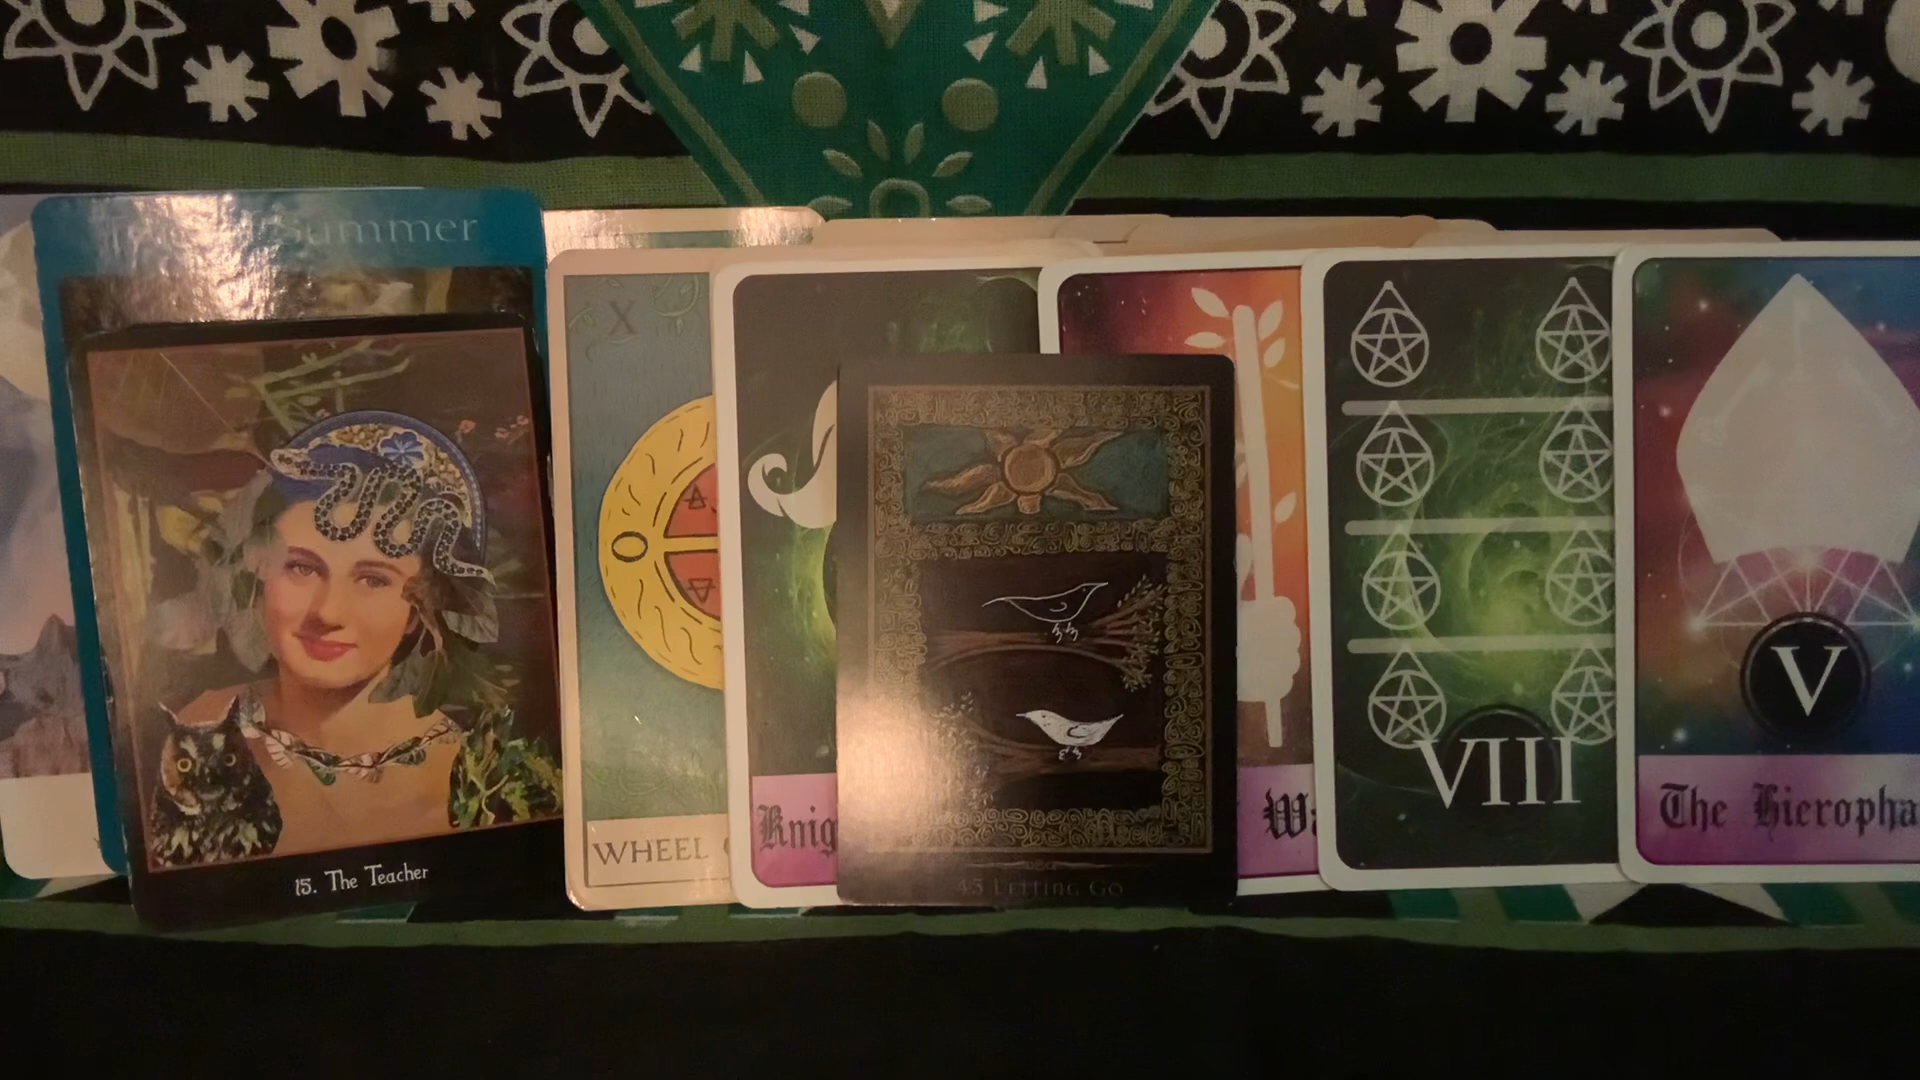 Summer
15. The Teacher
X
WHEEL
Knig
45 Letting Go
Wa
VIII
V
The Hieropha